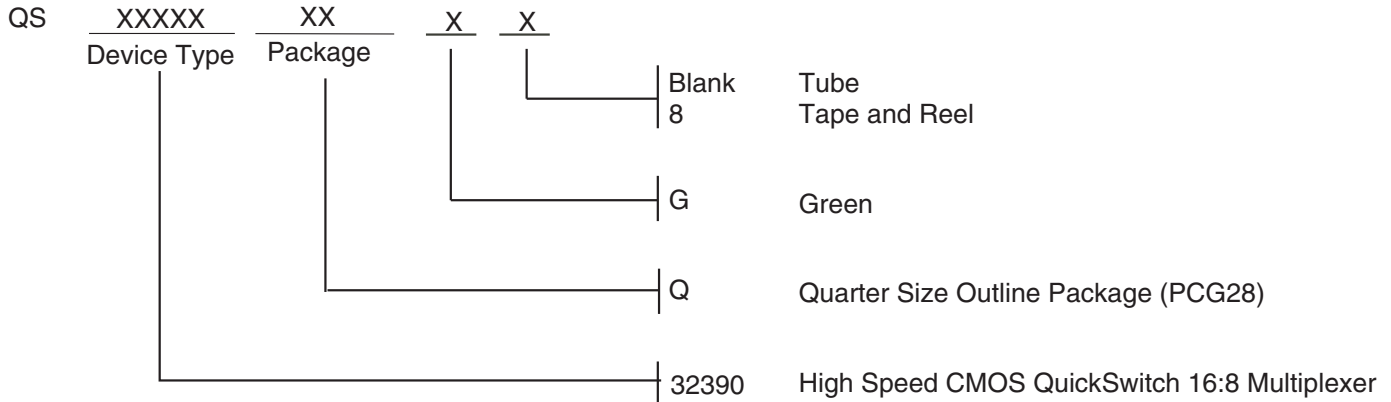 QS XXXXX XX X X
Device Type Package
Blank Tube
8 Tape and Reel
G Green
Q Quarter Size Outline Package (PCG28)
32390 High Speed CMOS QuickSwitch 16:8 Multiplexer